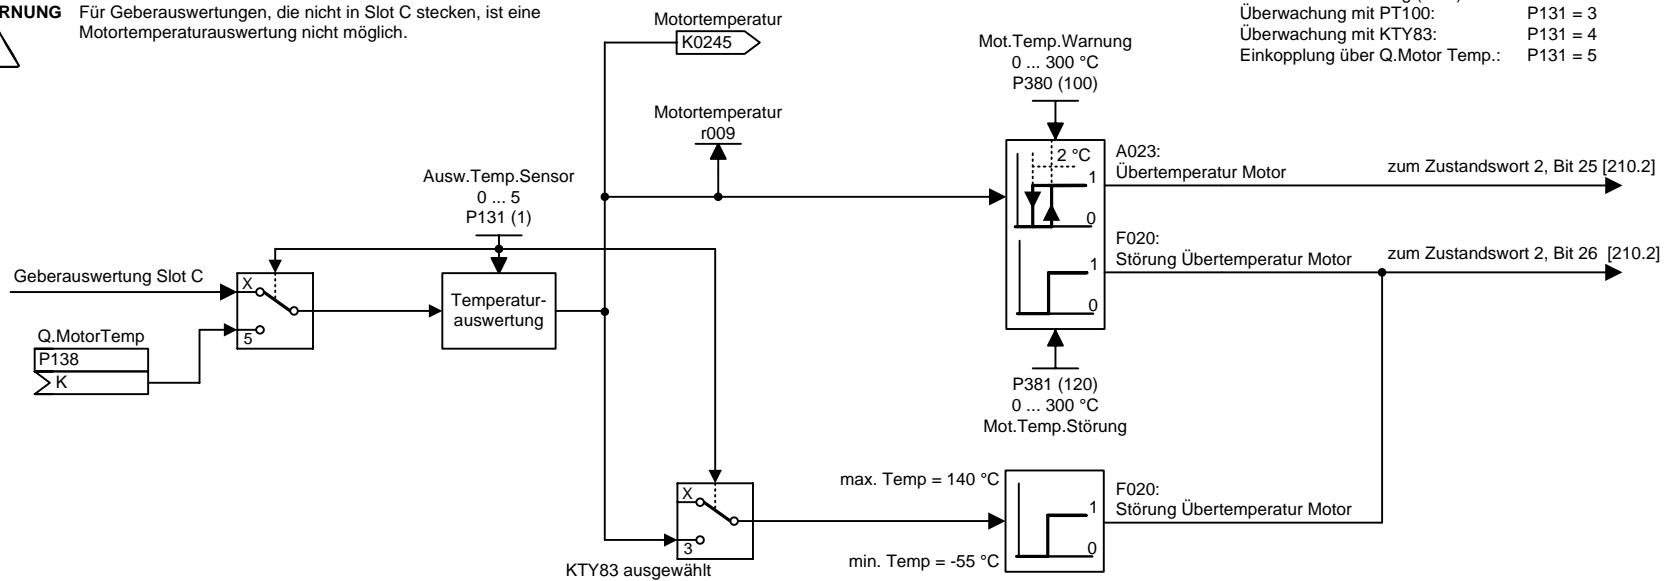 RNUNG Für Geberauswertungen, die nicht in Slot C stecken, ist eine
Motortemperaturauswertung nicht möglich.
Überwachung mit PT100: P131 = 3
Überwachung mit KTY83: P131 = 4
Einkopplung über Q.Motor Temp.: P131 = 5
Motortemperatur
K0245
Mot.Temp.Warnung
0 ... 300 °C
P380 (100)
Motortemperatur
r009
2 °C
1
0
A023:
Übertemperatur Motor
zum Zustandswort 2, Bit 25 [210.2]
Ausw.Temp.Sensor
0 ... 5
P131 (1)
1
0
F020:
Störung Übertemperatur Motor
zum Zustandswort 2, Bit 26 [210.2]
Geberauswertung Slot C
X
5
Temperatur-
auswertung
Q.MotorTemp
P138
K
P381 (120)
0 ... 300 °C
Mot.Temp.Störung
max. Temp = 140 °C
X
3
1
0
F020:
Störung Übertemperatur Motor
min. Temp = -55 °C
KTY83 ausgewählt